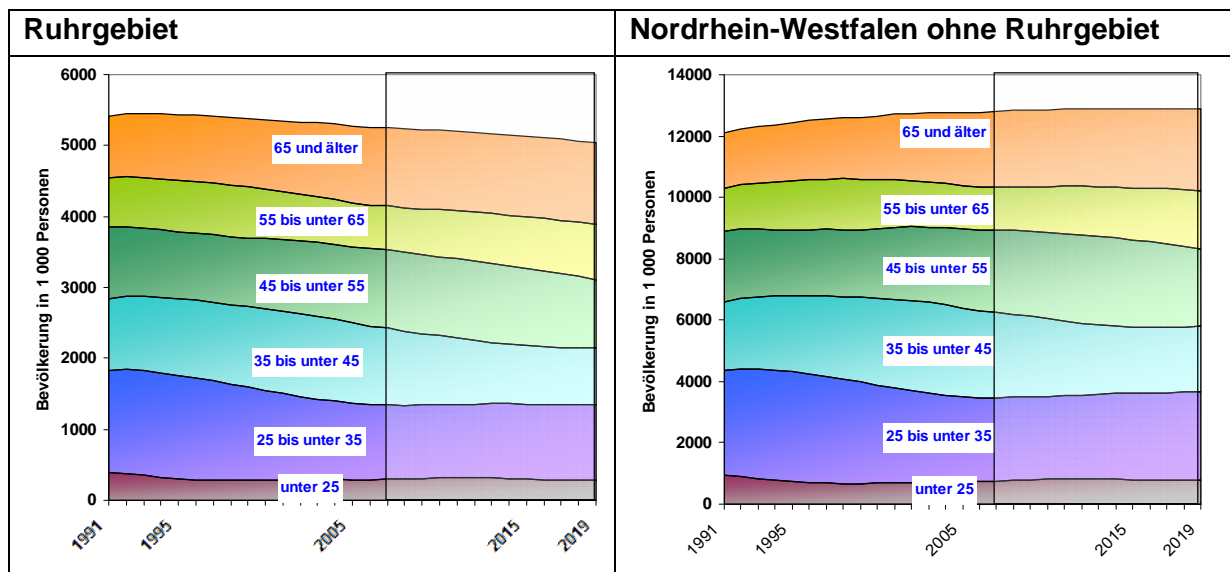 Ruhrgebiet
Bevölkerung in 1 000 Personen
6000
5000
4000
3000
2000
1000
0
65 und älter
55 bis unter 65
45 bis unter 55
35 bis unter 45
25 bis unter 35
unter 25
1991
1995
2005
2015
2019
Nordrhein-Westfalen ohne Ruhrgebiet
Bevölkerung in 1 000 Personen
14000
12000
10000
8000
6000
4000
2000
0
65 und älter
55 bis unter 65
45 bis unter 55
35 bis unter 45
25 bis unter 35
unter 25
1991
1995
2005
2015
2019